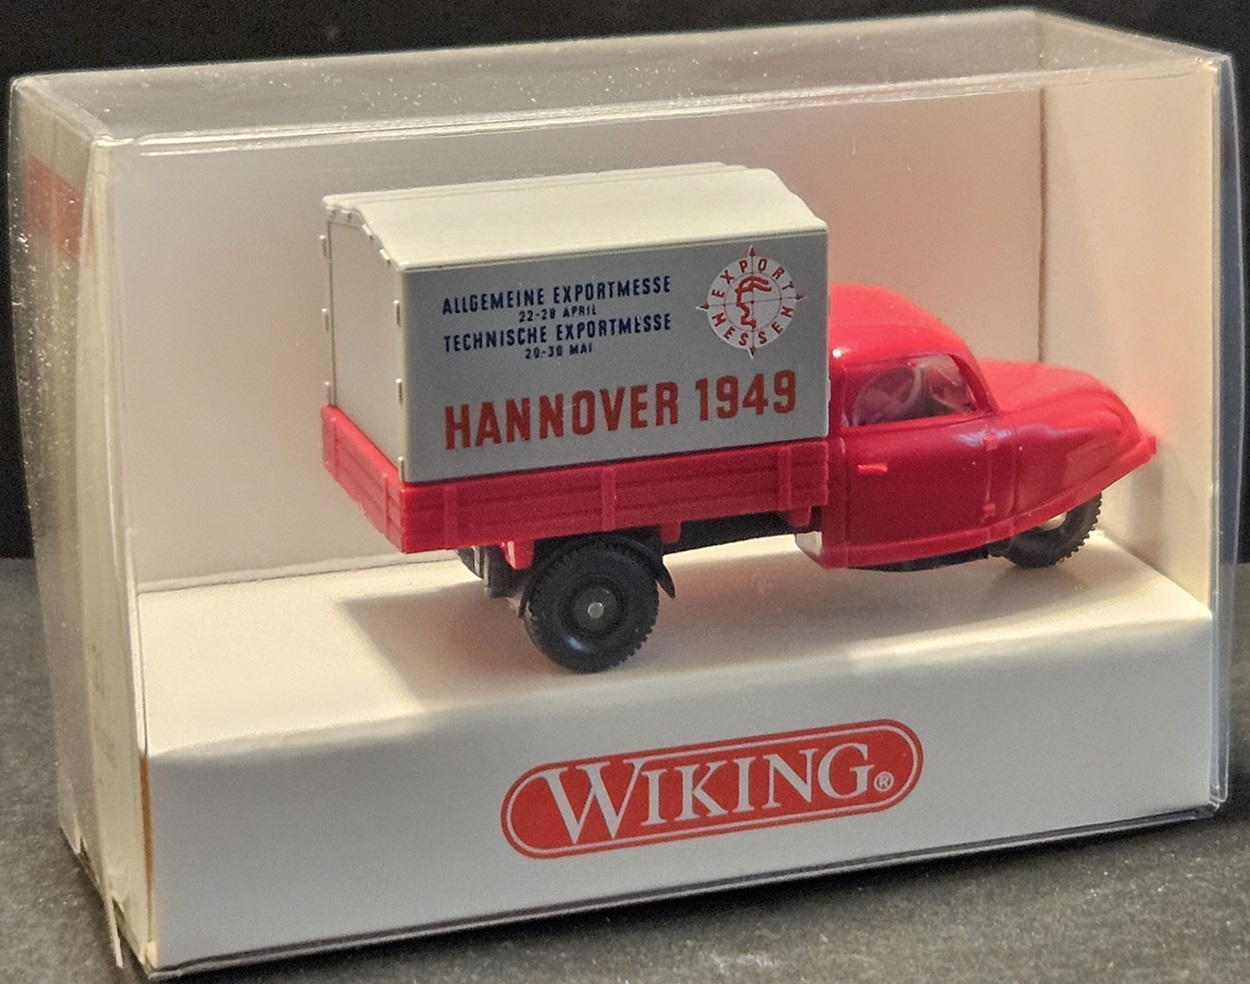 ALLGEMEINE EXPORTMESSE
22-28 APRIL
TECHNISCHE EXPORTMESSE
20-30 MAI
HANNOVER 1949
EXPORT
MESSEN
WIKING®